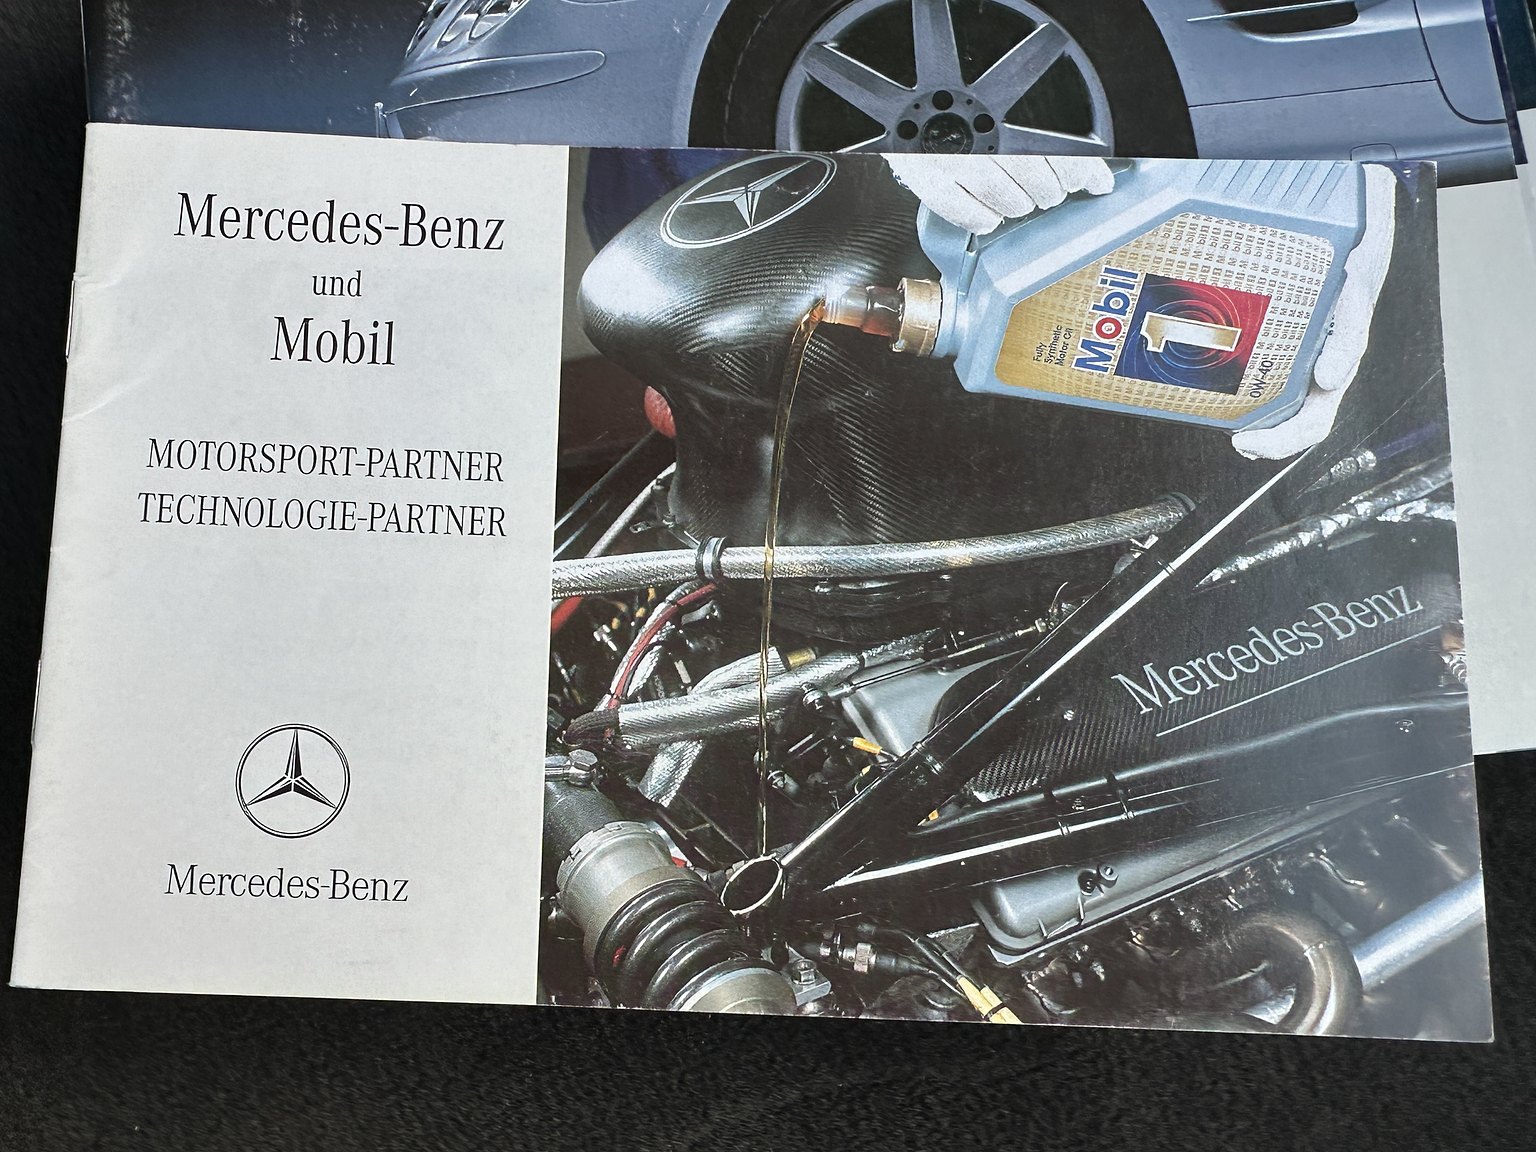 Mercedes-Benz
und
Mobil
MOTORSPORT-PARTNER
TECHNOLOGIE-PARTNER
Mercedes-Benz
Fully
Synthetic
Motor Oil
Mobil
1
0W-40
Mercedes-Benz